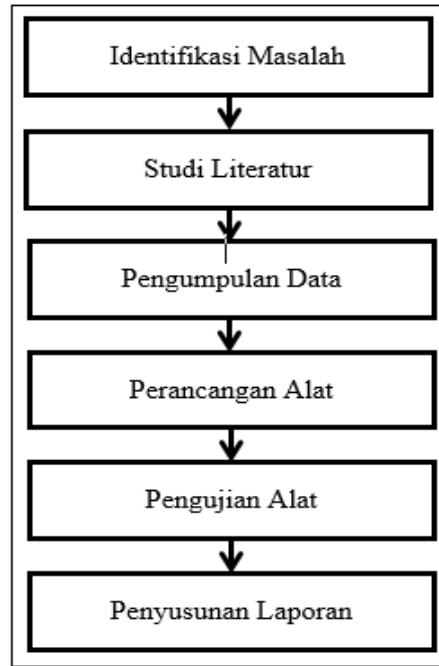 Identifikasi Masalah
Studi Literatur
Pengumpulan Data
Perancangan Alat
Pengujian Alat
Penyusunan Laporan